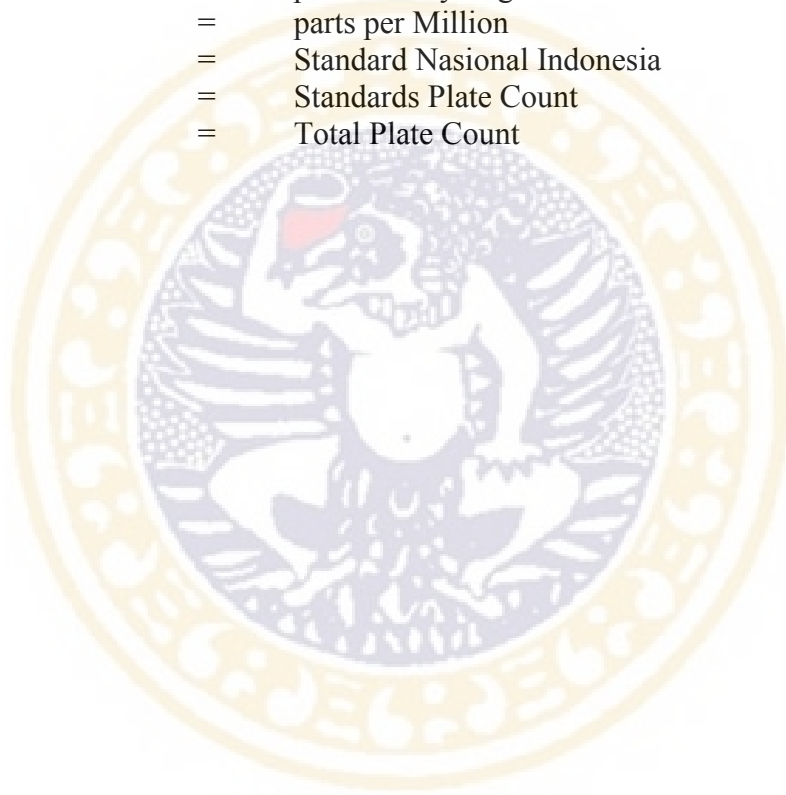 = parts per Million
= Standard Nasional Indonesia
= Standards Plate Count
= Total Plate Count